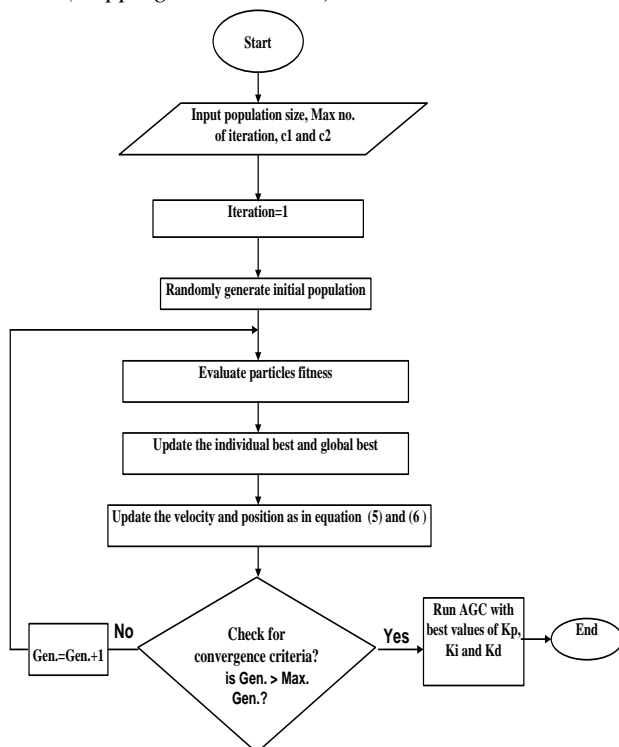 Start
Input population size, Max no.
of iteration, c1 and c2
Iteration=1
Randomly generate initial population
Evaluate particles fitness
Update the individual best and global best
Update the velocity and position as in equation (5) and (6 )
Check for
convergence criteria?
is Gen. > Max.
Gen.?
No
Gen.=Gen.+1
Yes
Run AGC with
best values of Kp,
Ki and Kd
End